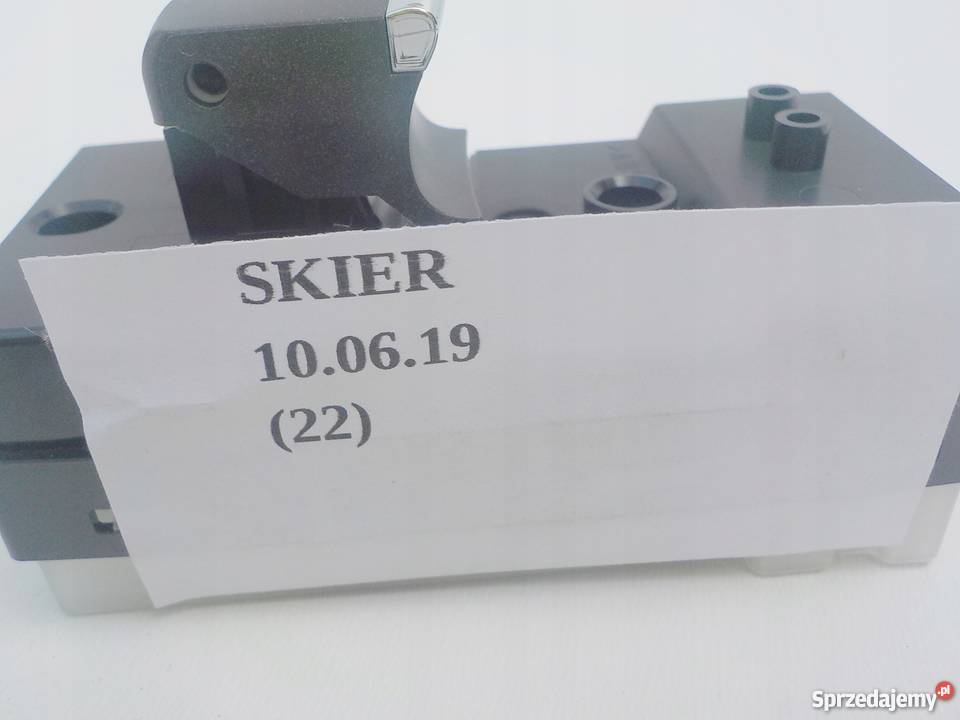 SKIER
10.06.19
(22)
Sprzedajemy.pl